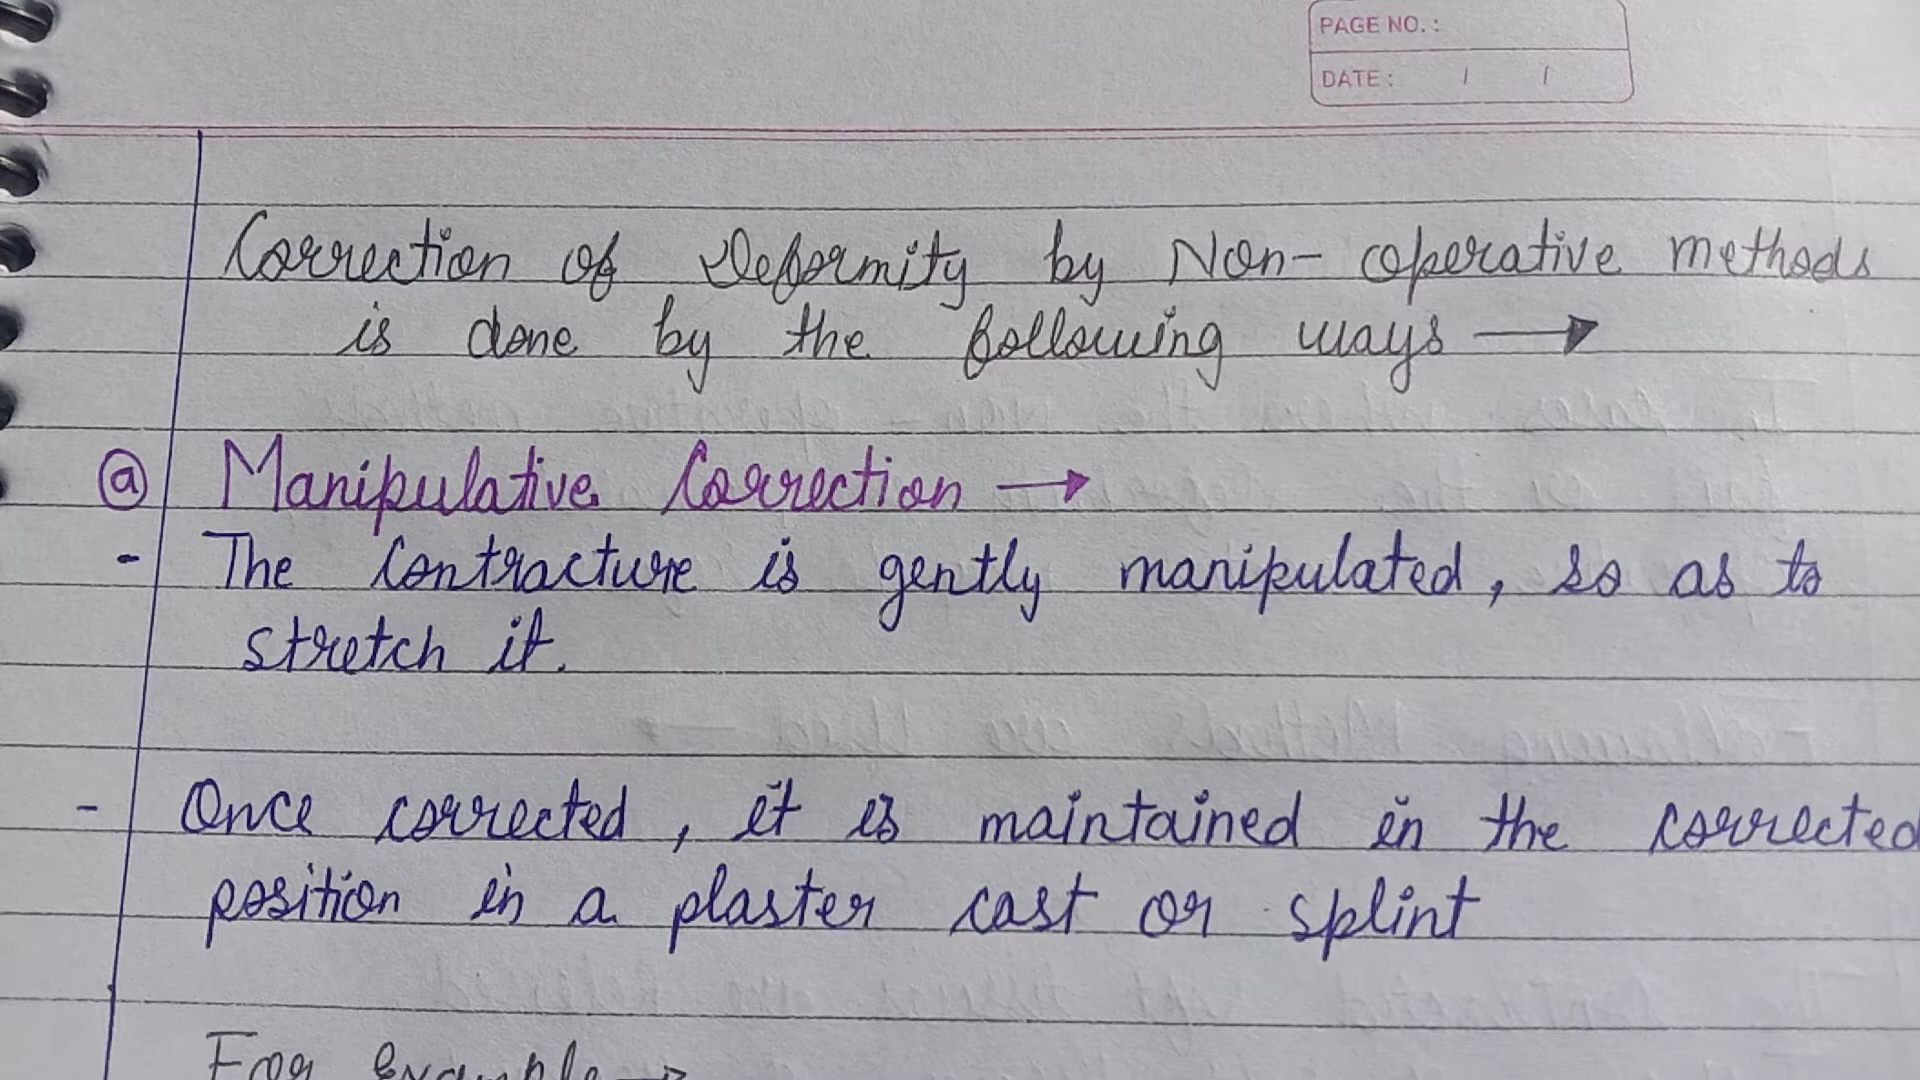 PAGE NO. :
DATE : / /
Correction of Deformity by Non- operative methods
is done by the following ways →
ⓐ Manipulative Correction →
- The Contracture is gently manipulated, so as to
stretch it.
- Once corrected, it is maintained in the corrected
position in a plaster cast or splint
For example →